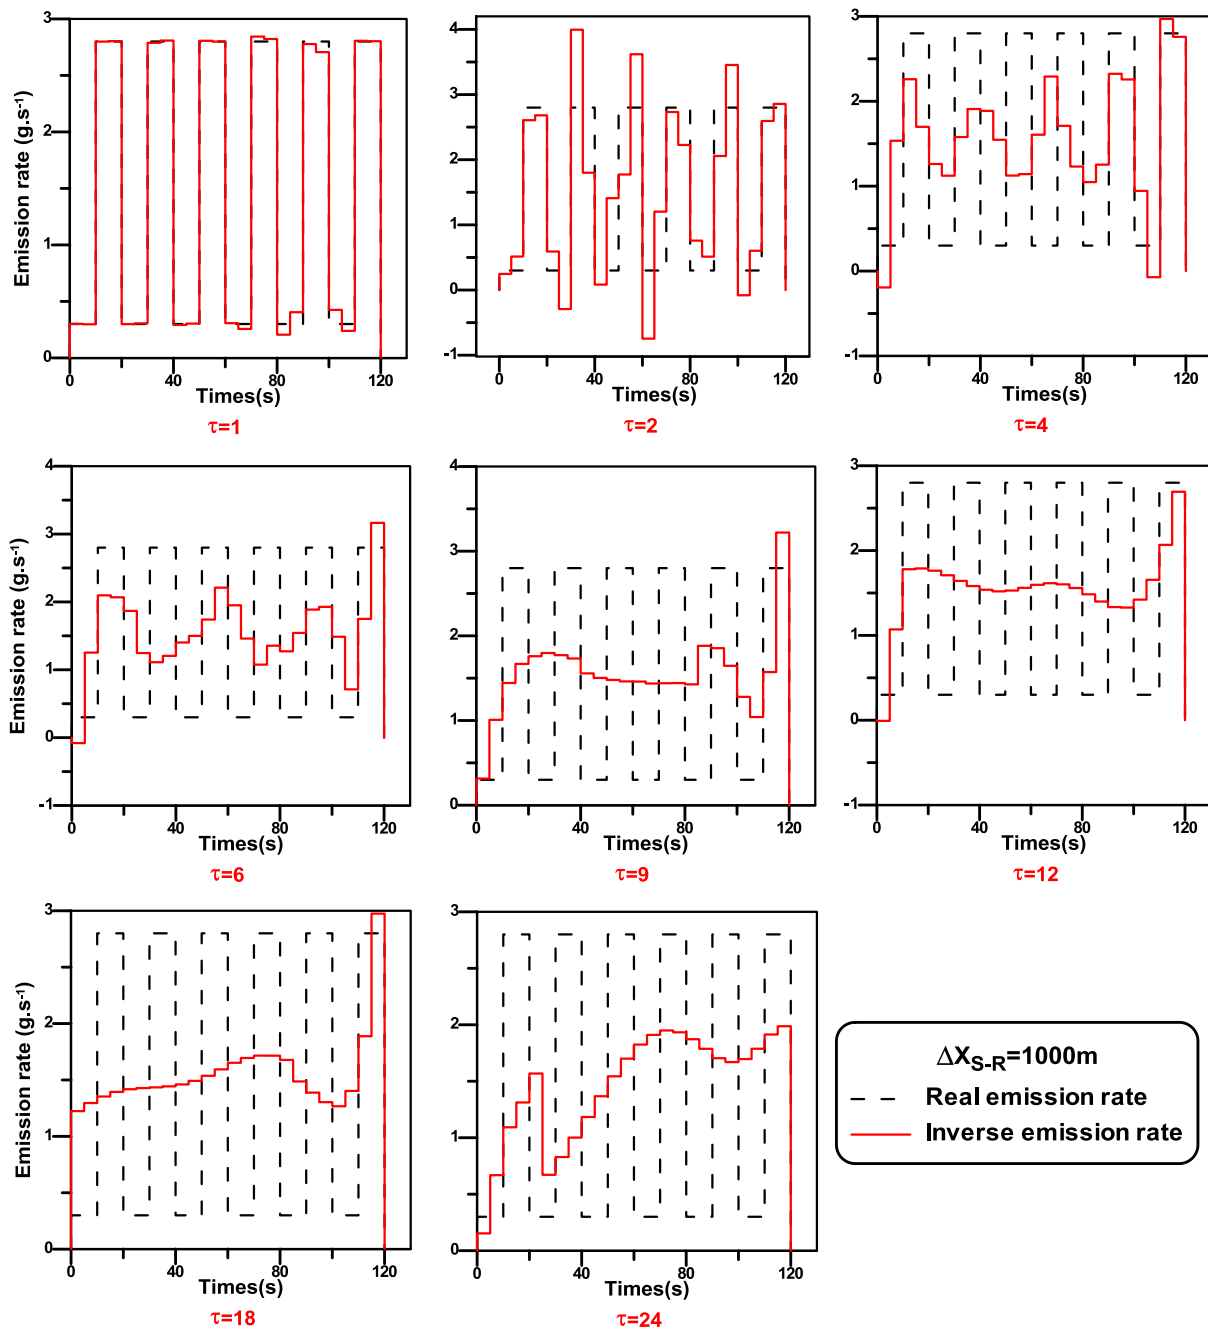 3
2
1
0
Emission rate (g.s⁻¹)
0 40 80 120
Times(s)
τ=1
4
3
2
1
0
-1
0 40 80 120
Times(s)
τ=2
3
2
1
0
-1
0 40 80 120
Times(s)
τ=4
4
3
2
1
0
-1
Emission rate (g.s⁻¹)
0 40 80 120
Times(s)
τ=6
4
3
2
1
0
0 40 80 120
Times(s)
τ=9
3
2
1
0
-1
0 40 80 120
Times(s)
τ=12
3
2
1
0
Emission rate (g.s⁻¹)
0 40 80 120
Times(s)
τ=18
3
2
1
0
0 40 80 120
Times(s)
τ=24
ΔX_S-R=1000m
Real emission rate
Inverse emission rate